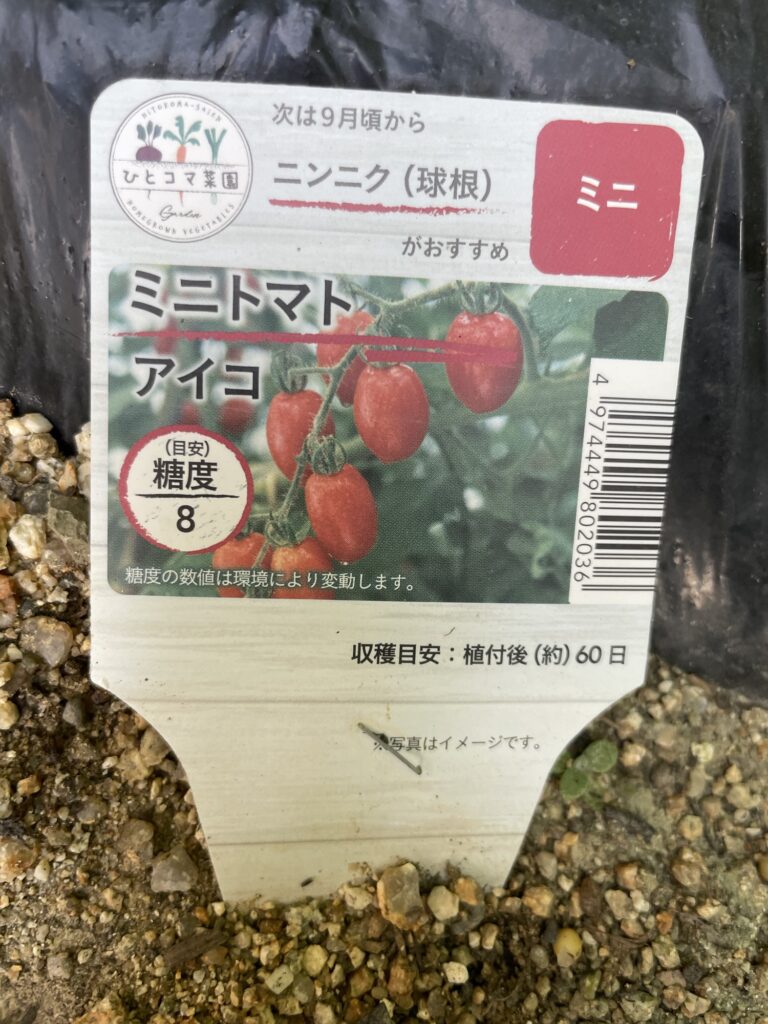 HITOKOMA-SAIEN
ひとコマ菜園
Garden
HOMEGROWN VEGETABLES
次は9月頃から
ニンニク(球根)
がおすすめ
ミニ
ミニトマト
アイコ
(目安)
糖度
8
糖度の数値は環境により変動します。
4 974449 802036
収穫目安:植付後(約)60日
※写真はイメージです。